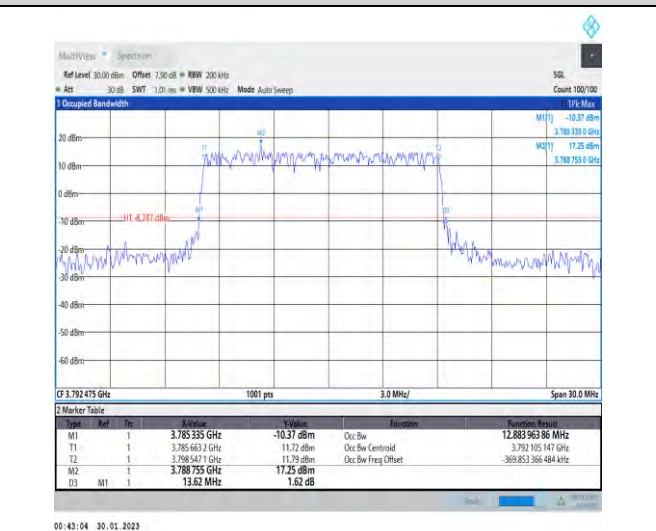 MultiView Spectrum
Ref Level 30.00 dBm Offset 7.90 dB RBW 200 kHz SGL
Att 30 dB SWT 1.01 ms VBW 500 kHz Mode Auto Sweep Count 100/100
1 Occupied Bandwidth 1Pk Max
M1[1] -10.37 dBm
3.785 335 0 GHz
M2[1] 17.25 dBm
3.788 755 0 GHz
20 dBm
M2
T1 T2
10 dBm
0 dBm
M1 D3
-10 dBm
H1 -8.747 dBm
-20 dBm
-30 dBm
-40 dBm
-50 dBm
-60 dBm
CF 3.792 475 GHz 1001 pts 3.0 MHz/ Span 30.0 MHz
2 Marker Table
Type Ref Trc X-Value Y-Value Function Function Result
M1 1 3.785 335 GHz -10.37 dBm Occ Bw 12.883 963 86 MHz
T1 1 3.785 663 2 GHz 11.72 dBm Occ Bw Centroid 3.792 105 147 GHz
T2 1 3.798 547 1 GHz 11.79 dBm Occ Bw Freq Offset -369.853 366 484 kHz
M2 1 3.788 755 GHz 17.25 dBm
D3 M1 1 13.62 MHz 1.62 dB
00:43:04 30.01.2023